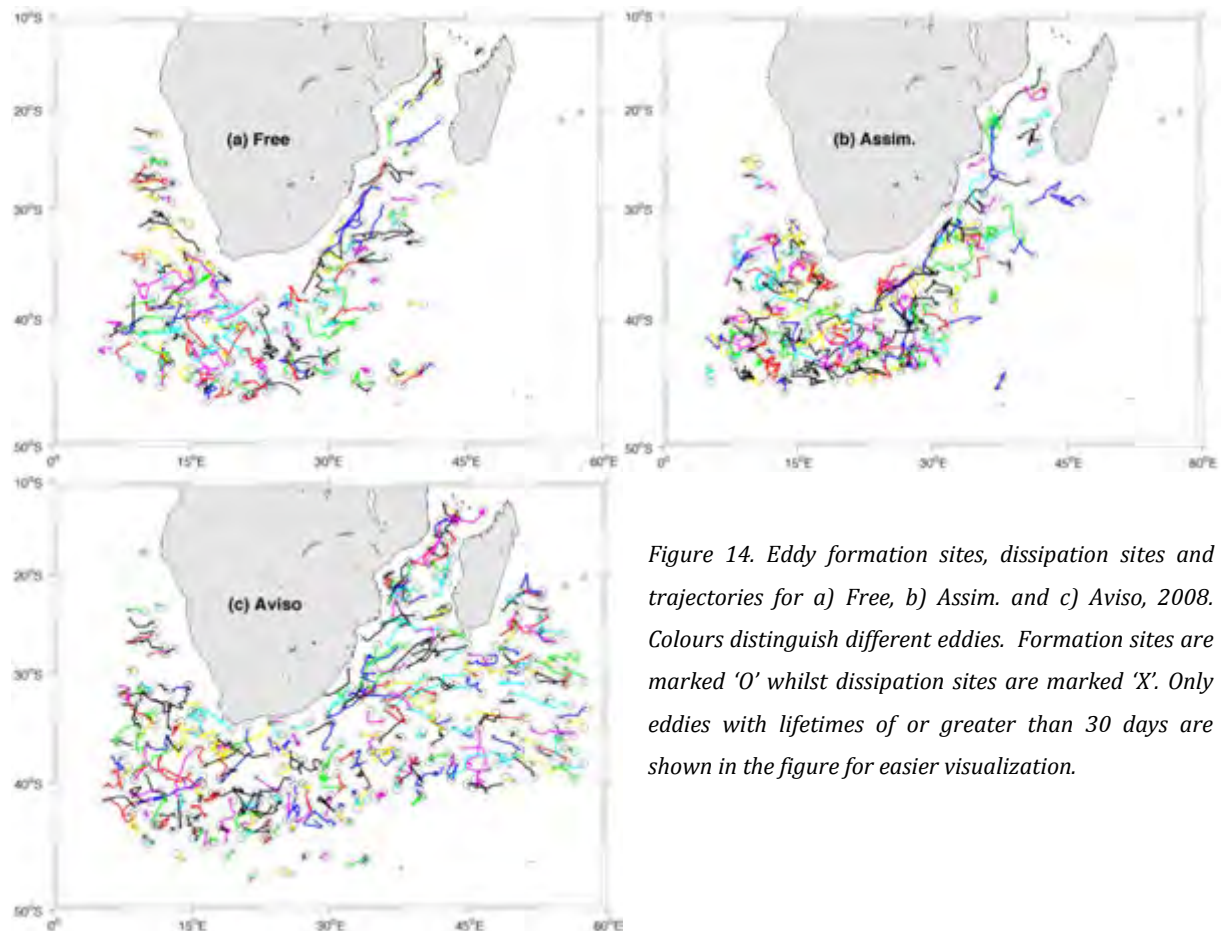 10°S
20°S
30°S
40°S
50°S
0°
15°E
30°E
45°E
60°E
(a) Free
10°S
20°S
30°S
40°S
50°S
0°
15°E
30°E
45°E
60°E
(b) Assim.
10°S
20°S
30°S
40°S
50°S
0°
15°E
30°E
45°E
60°E
(c) Aviso
Figure 14. Eddy formation sites, dissipation sites and
trajectories for a) Free, b) Assim. and c) Aviso, 2008.
Colours distinguish different eddies. Formation sites are
marked ‘O’ whilst dissipation sites are marked ‘X’. Only
eddies with lifetimes of or greater than 30 days are
shown in the figure for easier visualization.